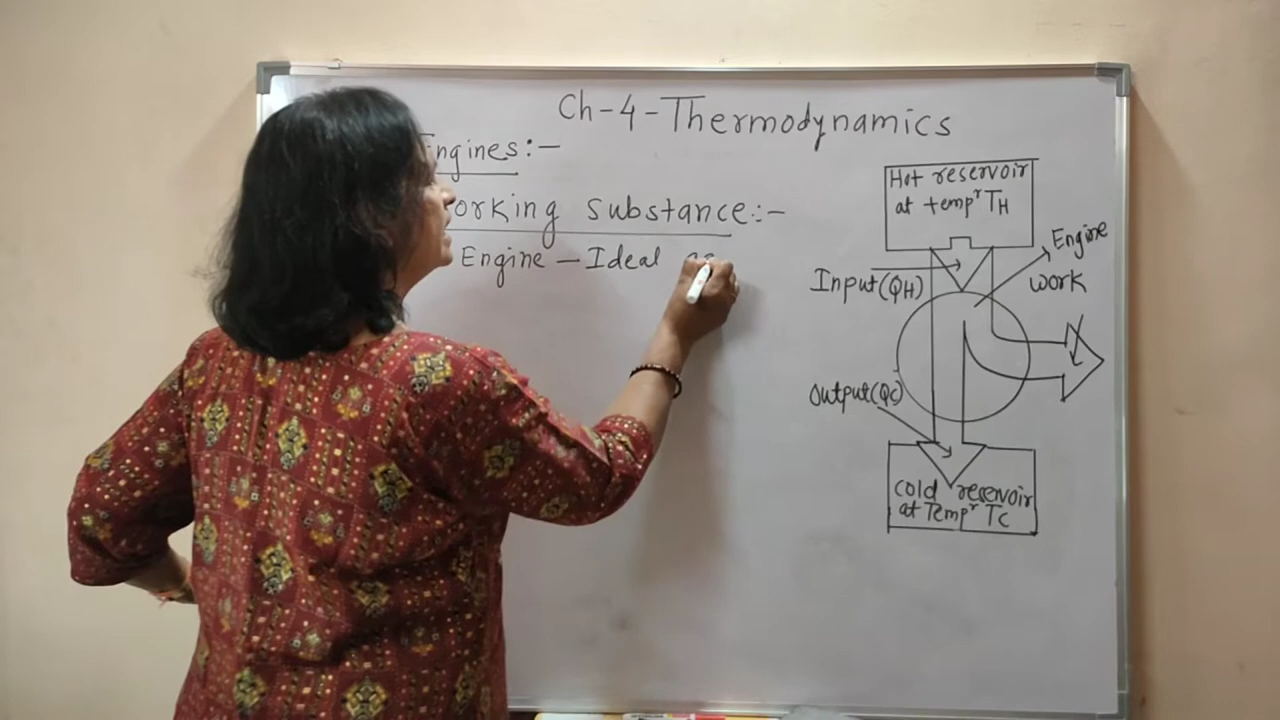 Ch-4-Thermodynamics
Engines:-
orking Substance:-
Engine - Ideal
Hot reservoir
at tempʳ TH
Engine
work
Input(QH)
Output(QC)
cold reservoir
at Tempʳ TC